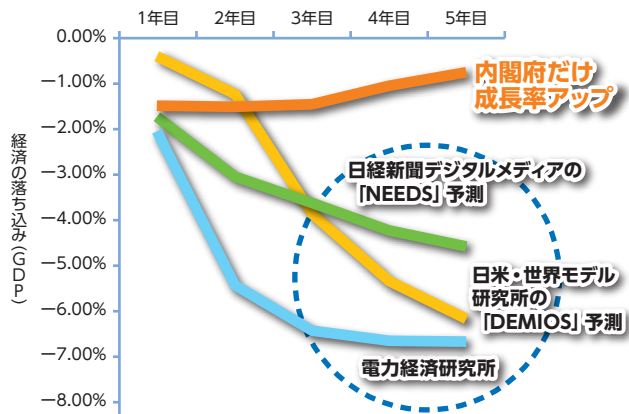 1年目 2年目 3年目 4年目 5年目
0.00%
−1.00%
−2.00%
−3.00%
−4.00%
−5.00%
−6.00%
−7.00%
−8.00%
経済の落ち込み(GDP)
内閣府だけ
成長率アップ
日経新聞デジタルメディアの
「NEEDS」予測
日米・世界モデル
研究所の
「DEMIOS」予測
電力経済研究所